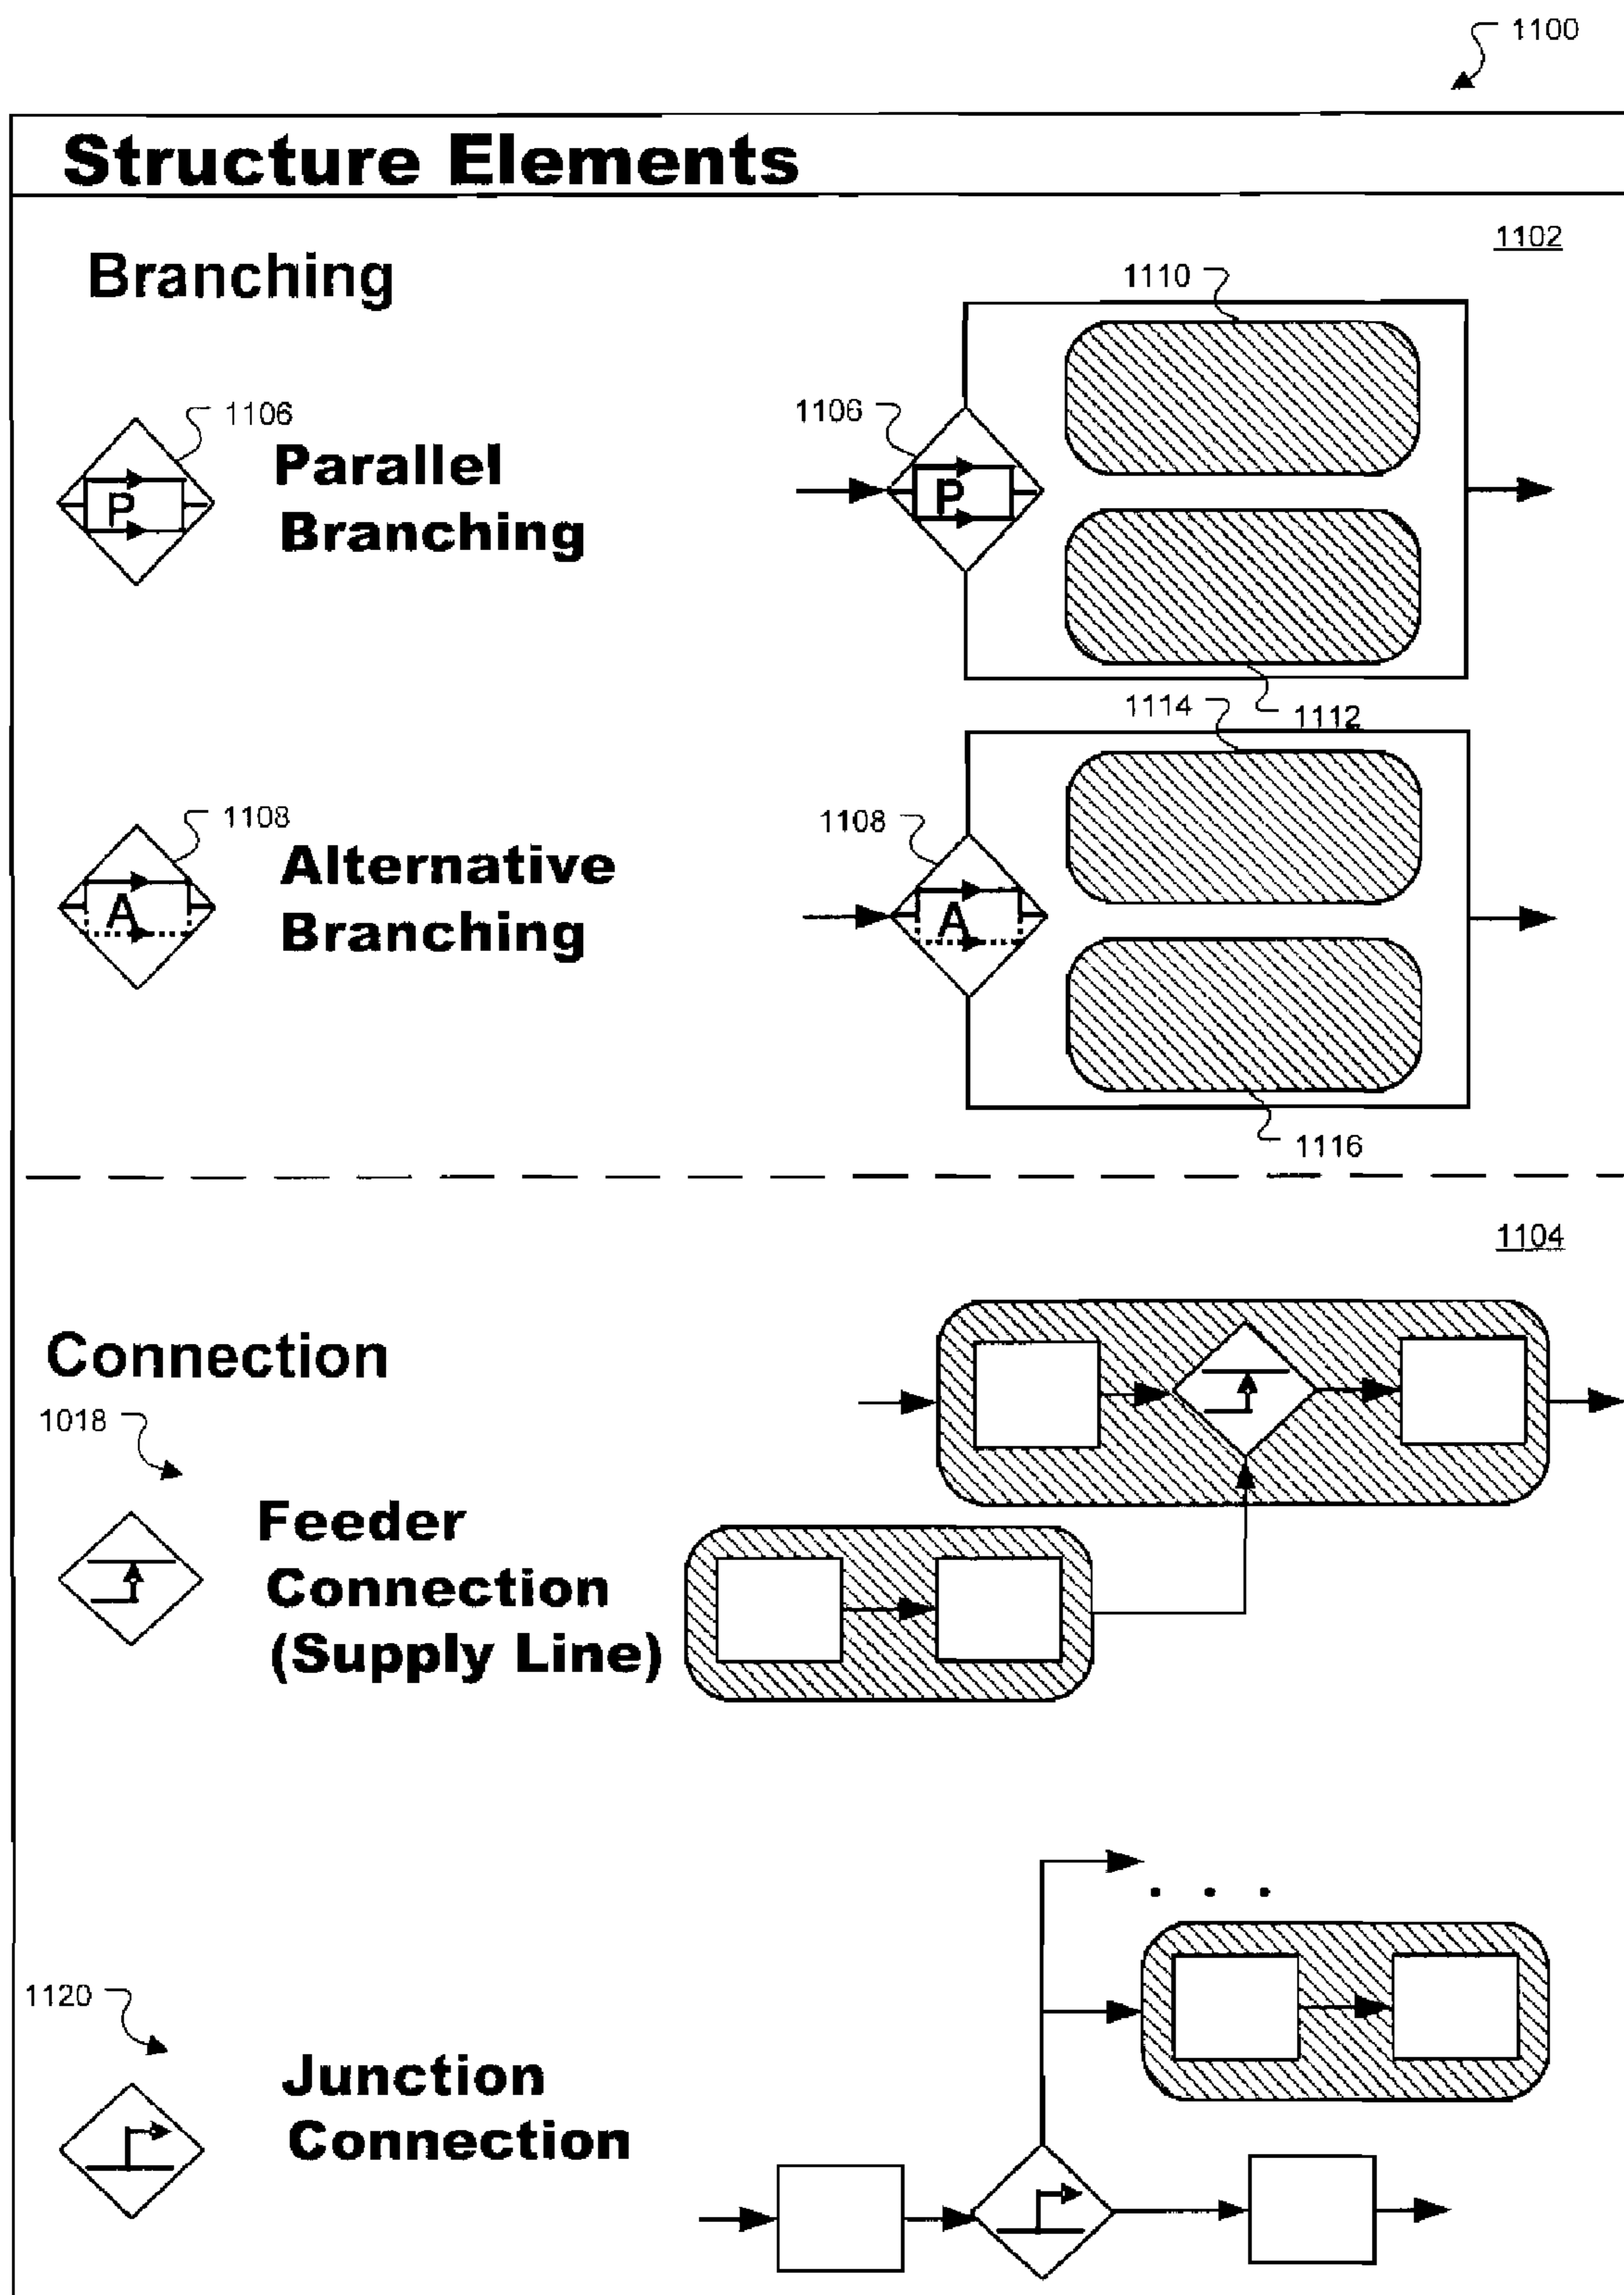 1100
Structure Elements
1102
Branching
1110
1106
1106
Parallel
Branching
P
P
1112
1114
1108
1108
Alternative
Branching
A
A
1116
1104
Connection
1018
Feeder
Connection
(Supply Line)
. . .
1120
Junction
Connection